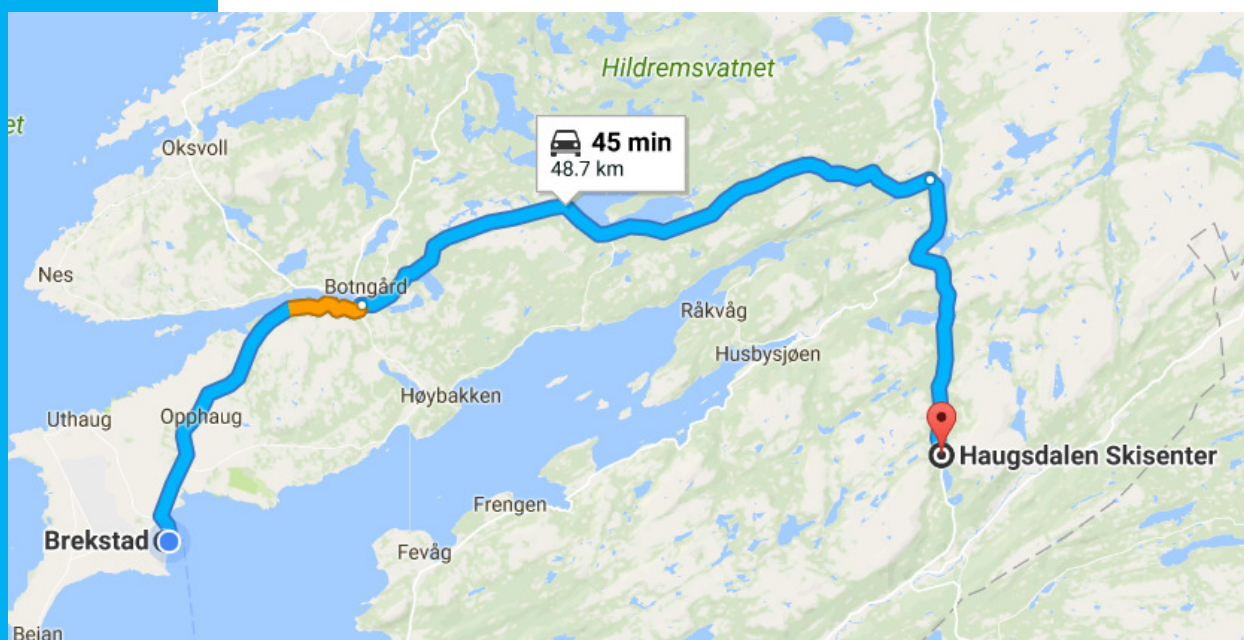 Hildremsvatnet
et
Oksvoll
45 min
48.7 km
Nes
Botngård
Råkvåg
Husbysjøen
Høybakken
Uthaug
Opphaug
Haugsdalen Skisenter
Frengen
Brekstad
Fevåg
Beian